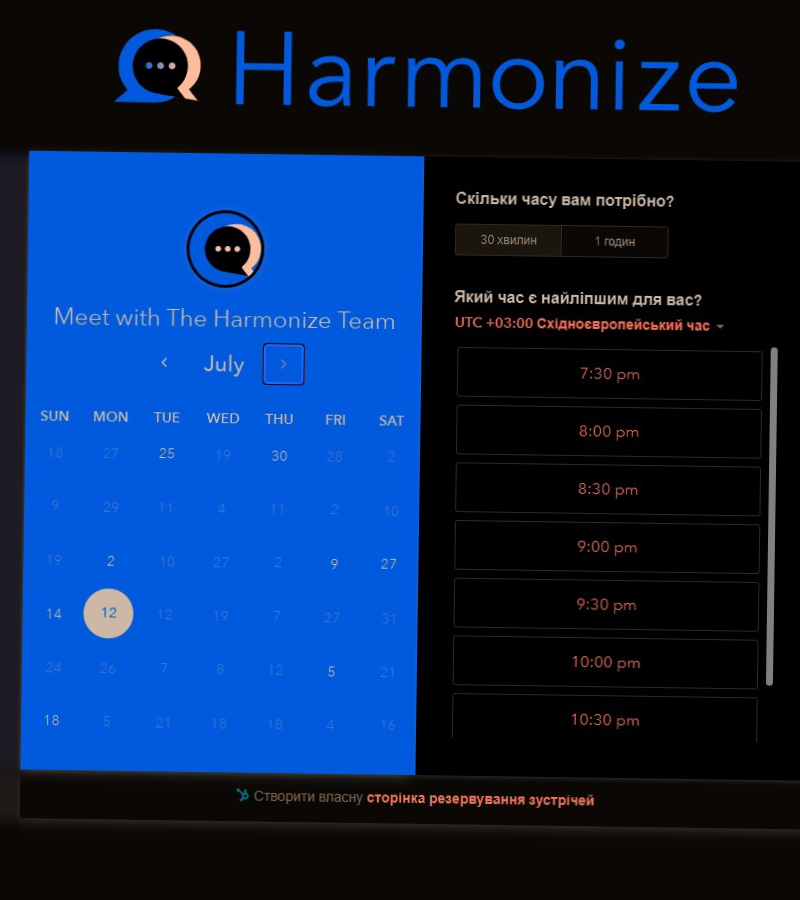 Harmonize
Meet with The Harmonize Team
July
SUN MON TUE WED THU FRI SAT
18 27 25 19 30 28 2
9 29 11 4 11 2 10
19 2 10 27 2 9 27
14 12 12 19 7 27 31
24 26 7 8 12 5 21
18 5 21 18 18 4 16
Скільки часу вам потрібно?
30 хвилин 1 годин
Який час є найліпшим для вас?
UTC +03:00 Східноєвропейський час
7:30 pm
8:00 pm
8:30 pm
9:00 pm
9:30 pm
10:00 pm
10:30 pm
Створити власну сторінка резервування зустрічей